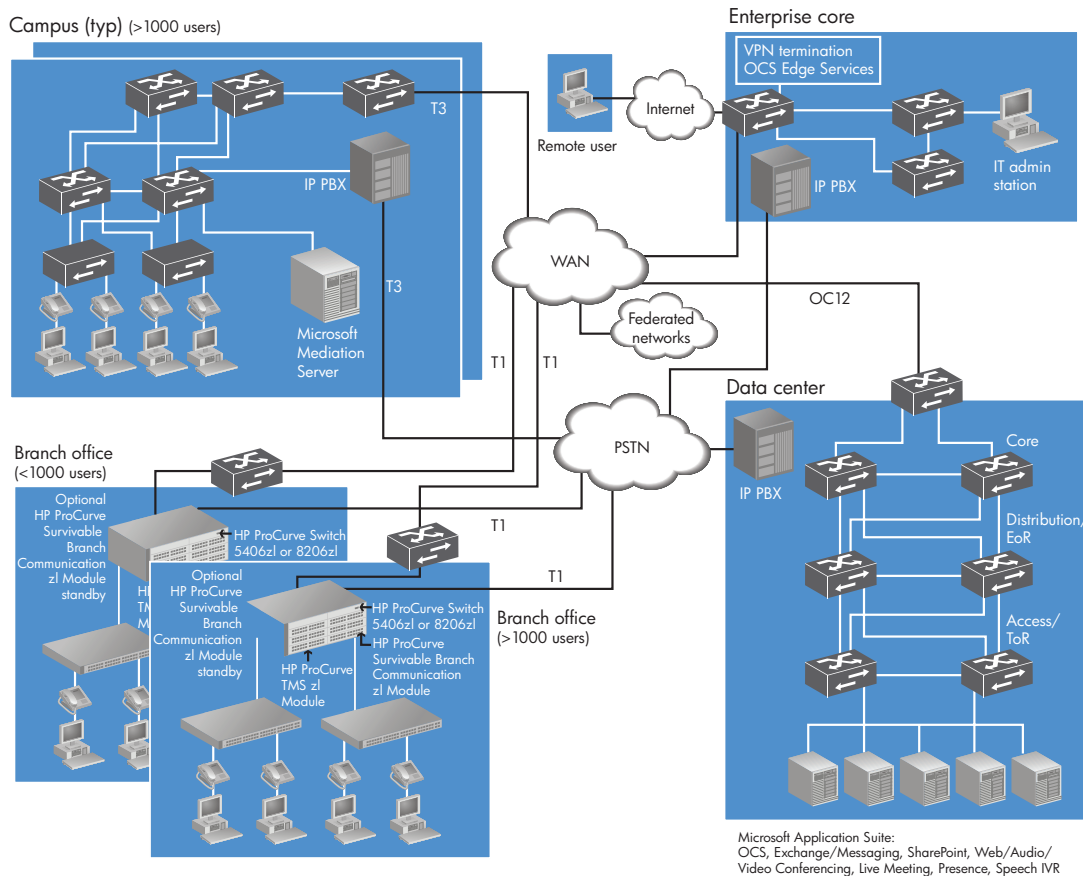 Campus (typ) (>1000 users)
T3
IP PBX
T3
Microsoft
Mediation
Server
Enterprise core
VPN termination
OCS Edge Services
Internet
Remote user
IP PBX
IT admin
station
WAN
OC12
Federated
networks
T1
T1
PSTN
Data center
IP PBX
Core
Distribution/
EoR
Access/
ToR
Branch office
(<1000 users)
Optional
HP ProCurve
Survivable
Branch
Communication
zl Module
standby
HP ProCurve Switch
5406zl or 8206zl
T1
HP
TM
M
T1
Branch office
(>1000 users)
Optional
HP ProCurve
Survivable
Branch
Communication
zl Module
standby
HP ProCurve Switch
5406zl or 8206zl
HP ProCurve
Survivable Branch
Communication
zl Module
HP ProCurve
TMS zl
Module
Microsoft Application Suite:
OCS, Exchange/Messaging, SharePoint, Web/Audio/
Video Conferencing, Live Meeting, Presence, Speech IVR